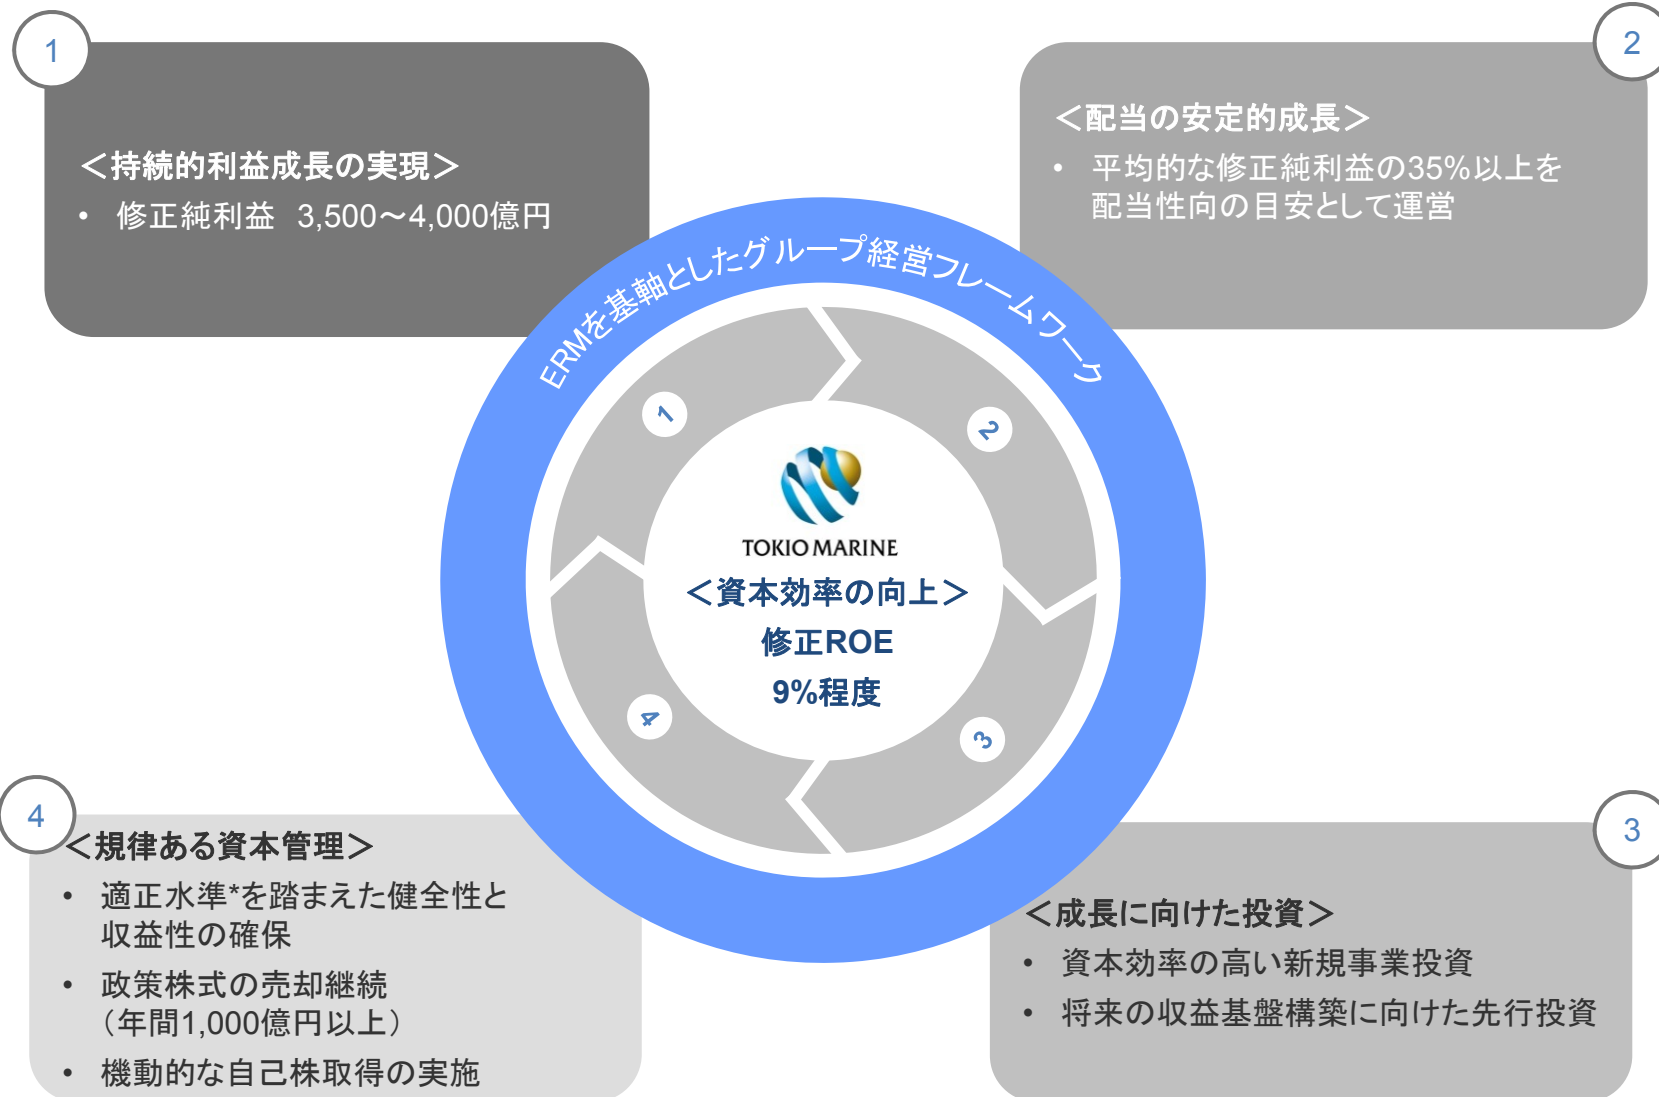 1
＜持続的利益成長の実現＞
• 修正純利益 3,500～4,000億円
2
＜配当の安定的成長＞
• 平均的な修正純利益の35%以上を
配当性向の目安として運営
ERMを基軸としたグループ経営フレームワーク
1
2
TOKIO MARINE
＜資本効率の向上＞
修正ROE
9%程度
4
3
4
＜規律ある資本管理＞
• 適正水準*を踏まえた健全性と
収益性の確保
• 政策株式の売却継続
（年間1,000億円以上）
• 機動的な自己株取得の実施
3
＜成長に向けた投資＞
• 資本効率の高い新規事業投資
• 将来の収益基盤構築に向けた先行投資